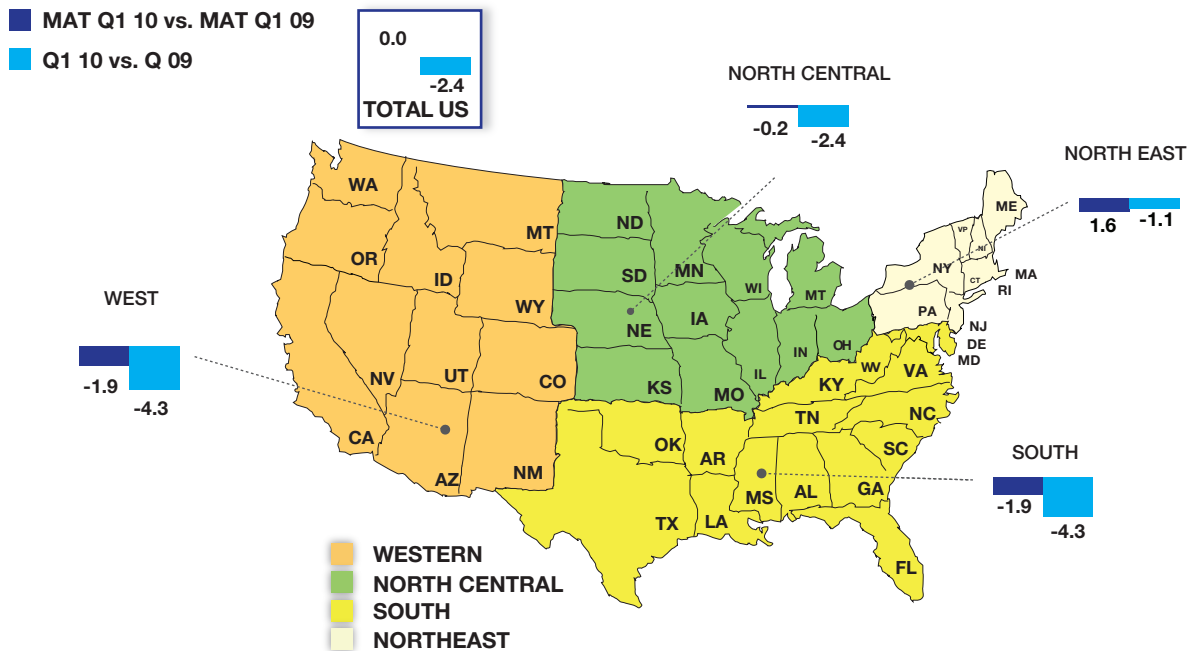 MAT Q1 10 vs. MAT Q1 09
Q1 10 vs. Q 09
0.0
-2.4
TOTAL US
NORTH CENTRAL
-0.2
-2.4
NORTH EAST
1.6
-1.1
WEST
-1.9
-4.3
SOUTH
-1.9
-4.3
WA
OR
ID
MT
WY
NV
UT
CO
CA
AZ
NM
ND
SD
NE
KS
MN
IA
MO
WI
IL
MT
IN
OH
ME
VP
NY
CT
MA
RI
PA
NJ
DE
MD
WV
VA
KY
TN
NC
SC
OK
AR
TX
LA
MS
AL
GA
FL
WESTERN
NORTH CENTRAL
SOUTH
NORTHEAST